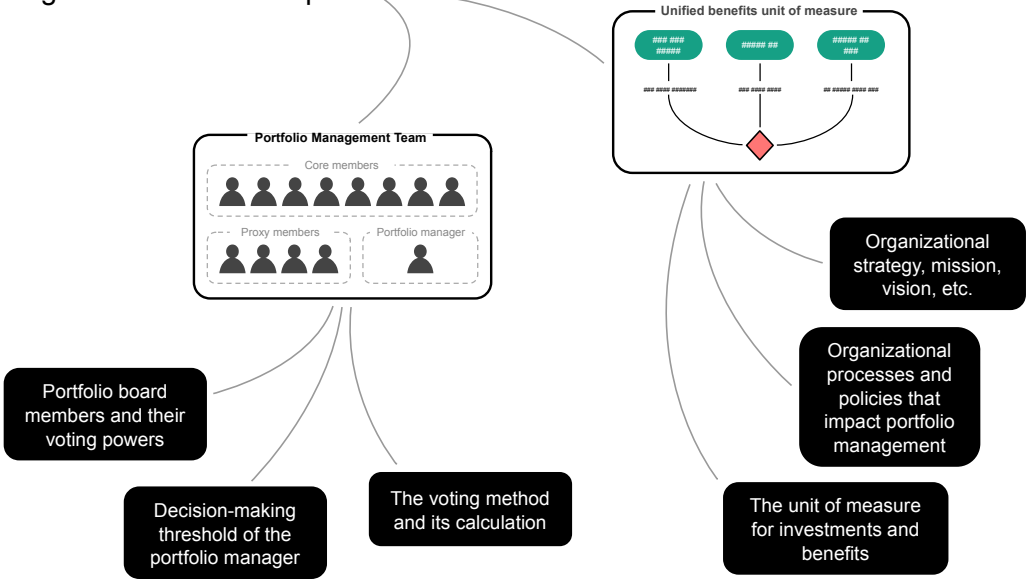 Unified benefits unit of measure
### ###
#####
##### ##
##### ##
###
### #### #######
### #### ####
## ##### #### ###
Portfolio Management Team
Core members
Proxy members
Portfolio manager
Organizational
strategy, mission,
vision, etc.
Organizational
processes and
policies that
impact portfolio
management
Portfolio board
members and their
voting powers
Decision-making
threshold of the
portfolio manager
The voting method
and its calculation
The unit of measure
for investments and
benefits